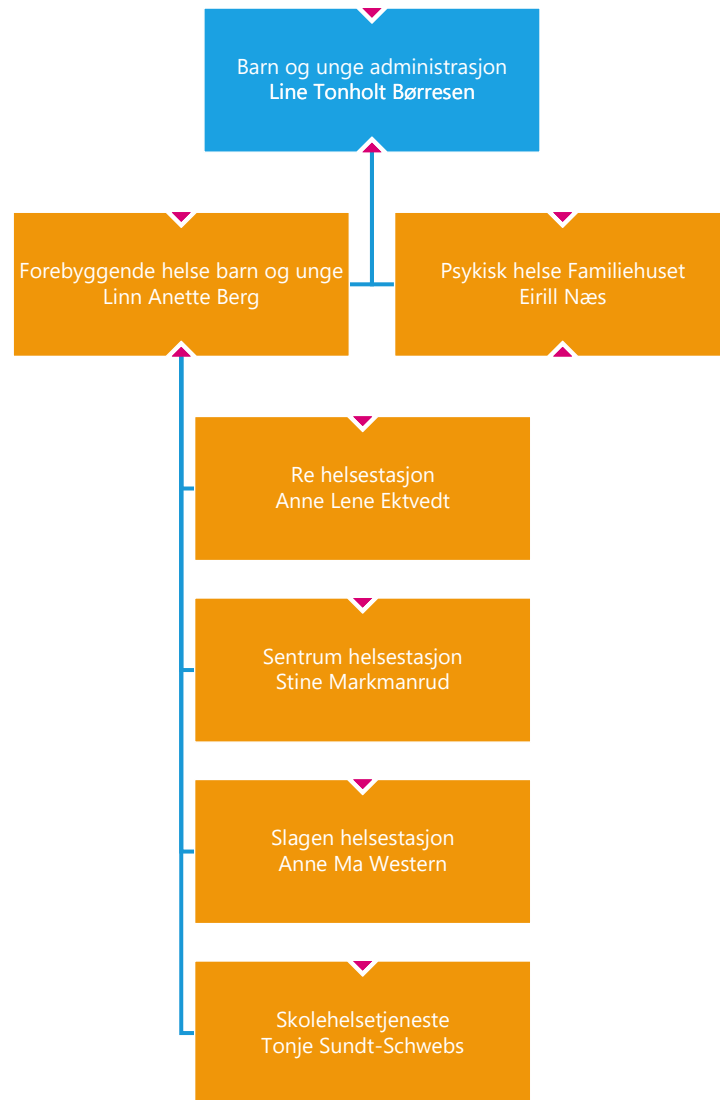 Barn og unge administrasjon
Line Tonholt Børresen
Forebyggende helse barn og unge
Linn Anette Berg
Psykisk helse Familiehuset
Eirill Næs
Re helsestasjon
Anne Lene Ektvedt
Sentrum helsestasjon
Stine Markmanrud
Slagen helsestasjon
Anne Ma Western
Skolehelsetjeneste
Tonje Sundt-Schwebs